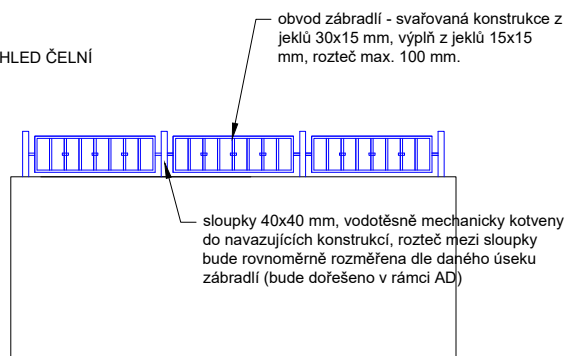 obvod zábradlí - svařovaná konstrukce z
jeklů 30x15 mm, výplň z jeklů 15x15
mm, rozteč max. 100 mm.
HLED ČELNÍ
sloupky 40x40 mm, vodotěsně mechanicky kotveny
do navazujících konstrukcí, rozteč mezi sloupky
bude rovnoměrně rozměřena dle daného úseku
zábradlí (bude dořešeno v rámci AD)